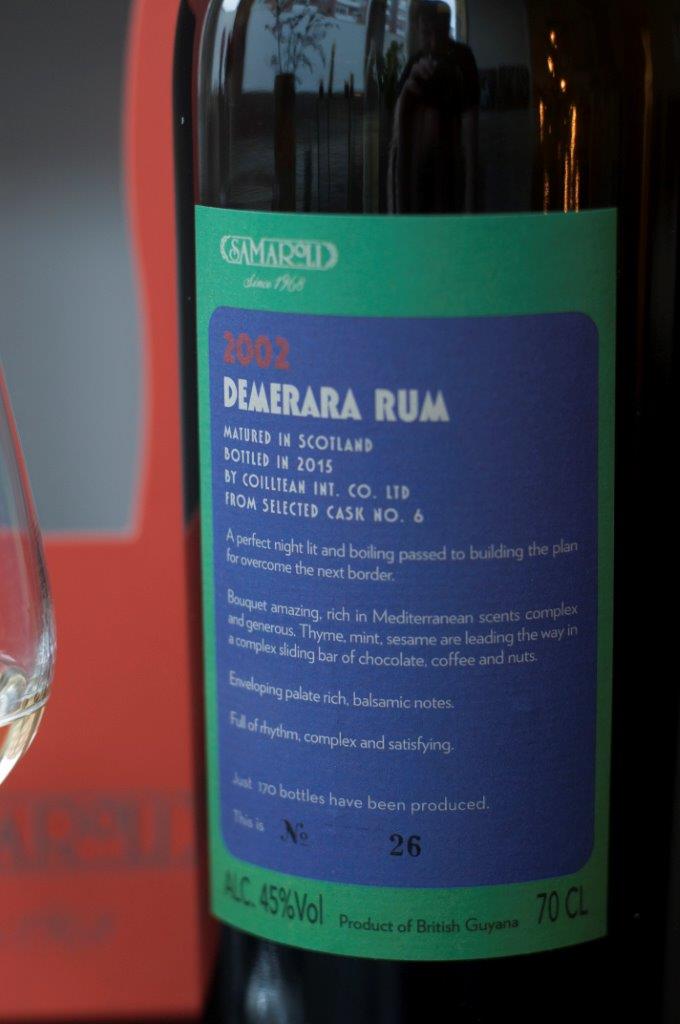 SAMAROLI
Since 1968
2002
DEMERARA RUM
MATURED IN SCOTLAND
BOTTLED IN 2015
BY COILLTEAN INT. CO. LTD
FROM SELECTED CASK NO. 6
A perfect night lit and boiling passed to building the plan
for overcome the next border.
Bouquet amazing, rich in Mediterranean scents complex
and generous. Thyme, mint, sesame are leading the way in
a complex sliding bar of chocolate, coffee and nuts.
Enveloping palate rich, balsamic notes.
Full of rhythm, complex and satisfying.
Just 170 bottles have been produced.
This is № 26
ALC. 45%Vol Product of British Guyana 70 CL